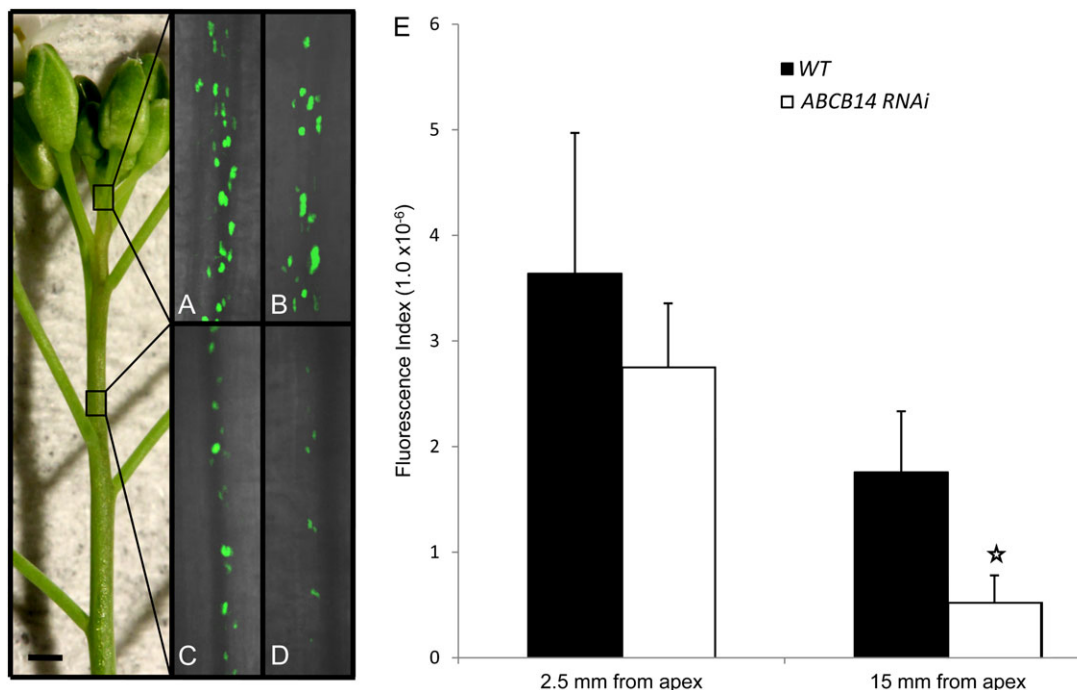 A
B
C
D
E
Fluorescence Index (1.0 x10⁻⁶)
6
5
4
3
2
1
0
WT
ABCB14 RNAi
2.5 mm from apex
15 mm from apex